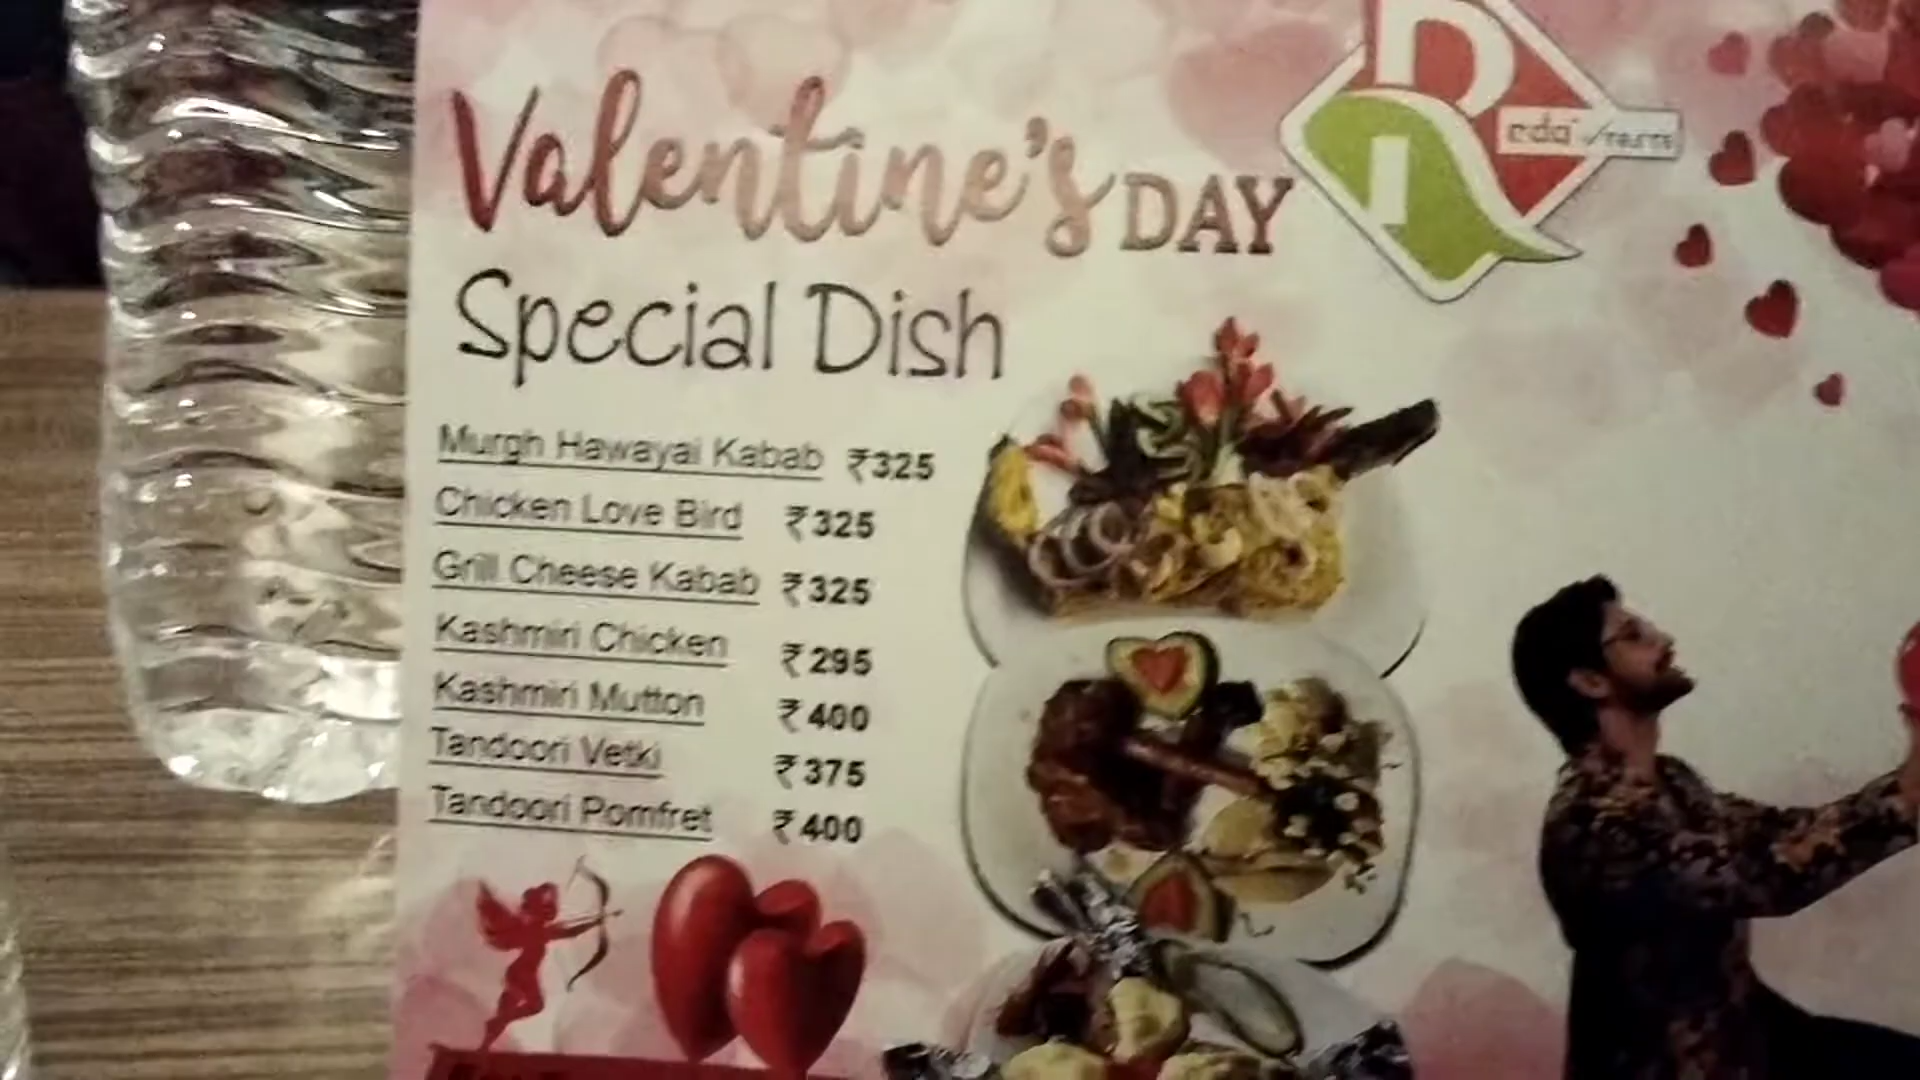 Valentine's DAY
Special Dish
Murgh Hawayai Kabab ₹325
Chicken Love Bird ₹325
Grill Cheese Kabab ₹325
Kashmiri Chicken ₹295
Kashmiri Mutton ₹400
Tandoori Vetki ₹375
Tandoori Pomfret ₹400